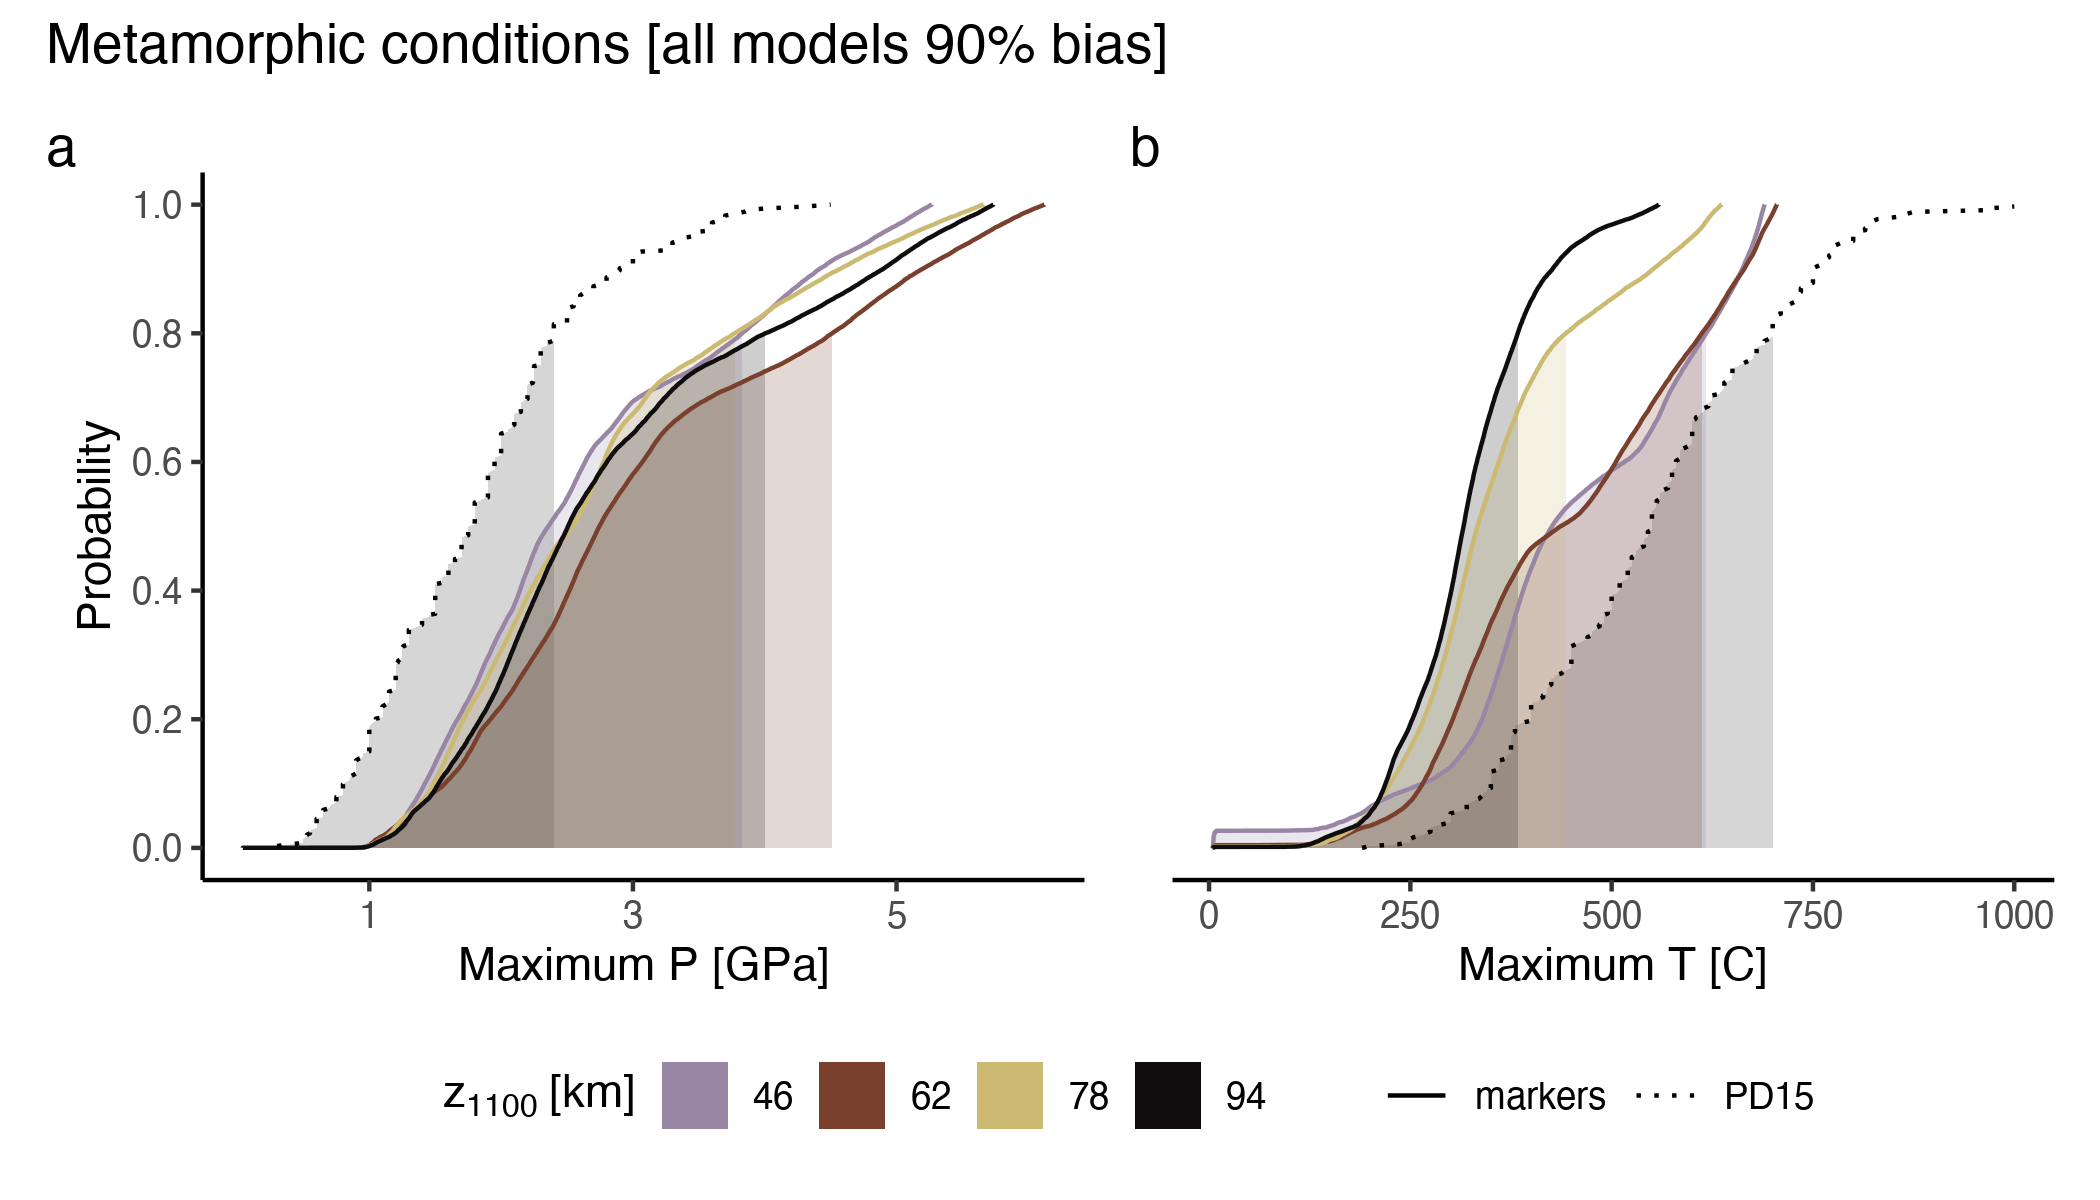 Metamorphic conditions [all models 90% bias]
a
b
Probability
1.0
0.8
0.6
0.4
0.2
0.0
1 3 5
Maximum P [GPa]
0 250 500 750 1000
Maximum T [C]
z1100 [km] 46 62 78 94 markers PD15